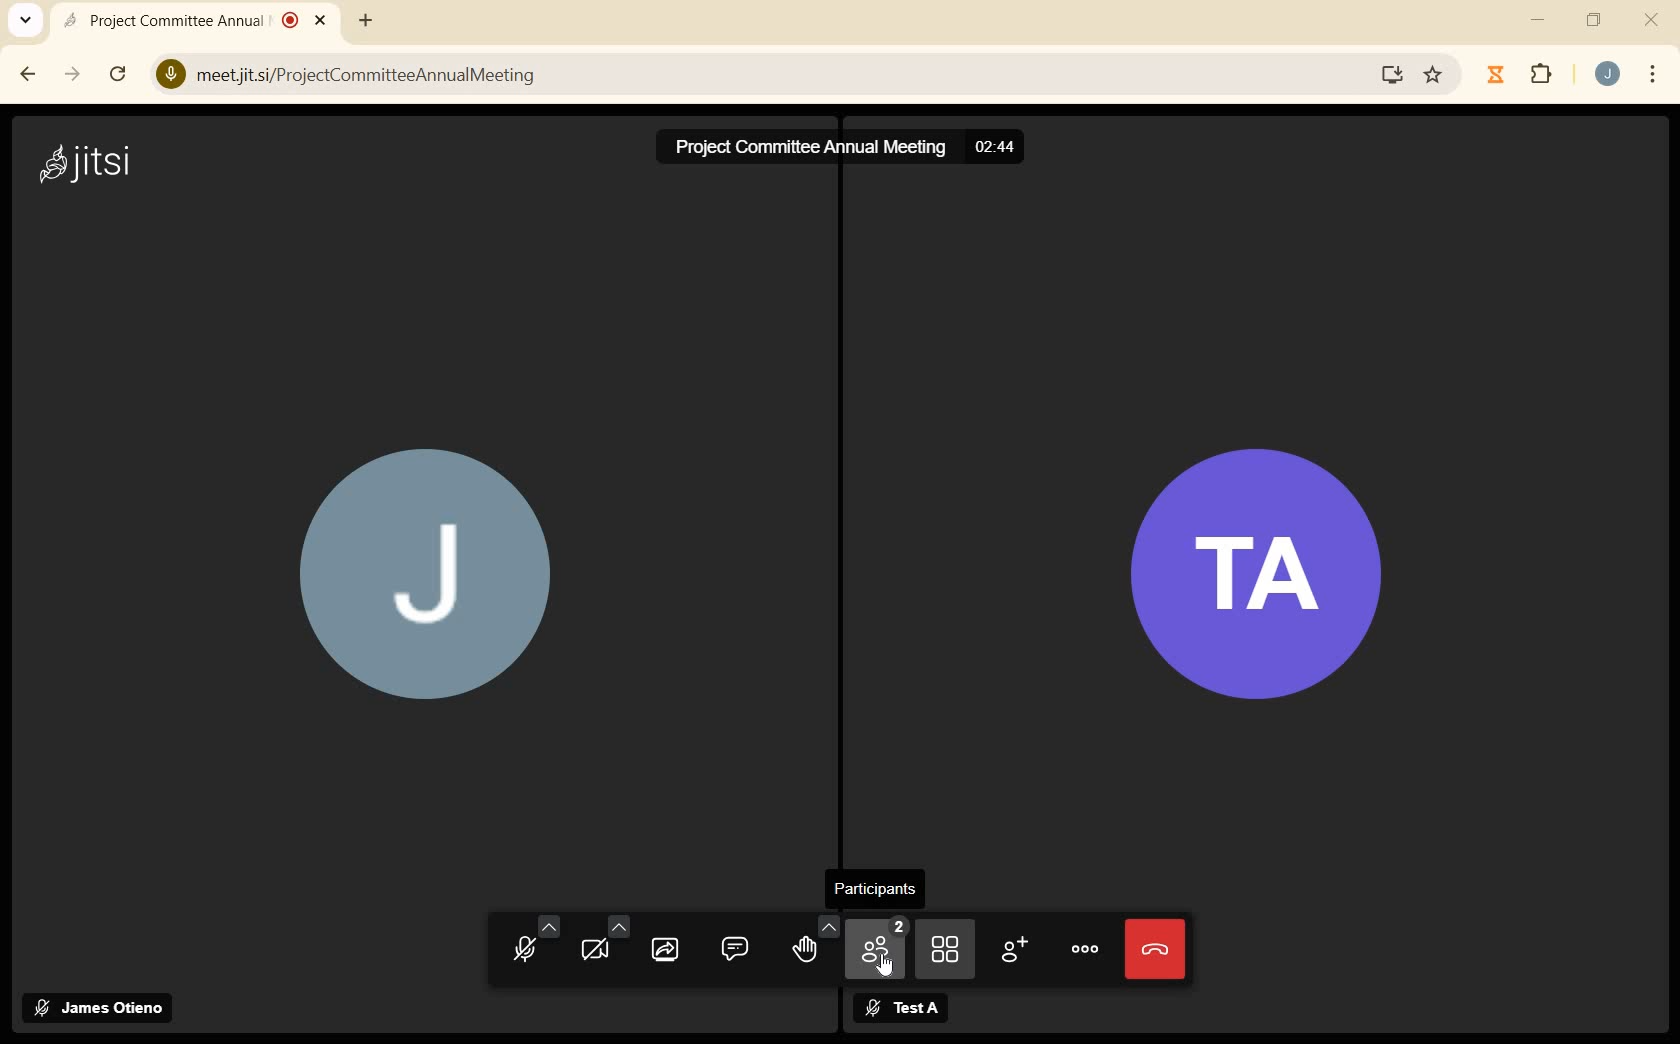 Project Committee Annual
meet.jit.si/ProjectCommitteeAnnualMeeting
J
jitsi
Project Committee Annual Meeting 02:44
J
TA
Participants
2
James Otieno
Test A